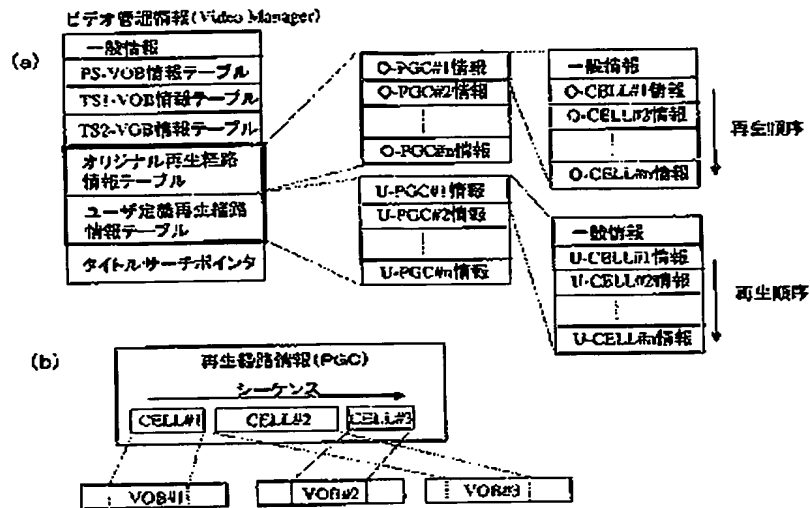 ビデオ管理情報(Video Manager)
(a)
一般情報
PS-VOB情報テーブル
TS1-VOB情報テーブル
TS2-VOB情報テーブル
オリジナル再生経路
情報テーブル
ユーザ定義再生経路
情報テーブル
タイトルサーチポインタ
O-PGC#1情報
O-PGC#2情報
O-PGC#n情報
U-PGC#1情報
U-PGC#2情報
U-PGC#n情報
一般情報
O-CELL#1情報
O-CELL#2情報
O-CELL#n情報
再生順序
一般情報
U-CELL#1情報
U-CELL#2情報
U-CELL#n情報
再生順序
(b)
再生経路情報(PGC)
シーケンス
CELL#1
CELL#2
CELL#3
VOB#1
VOB#2
VOB#3